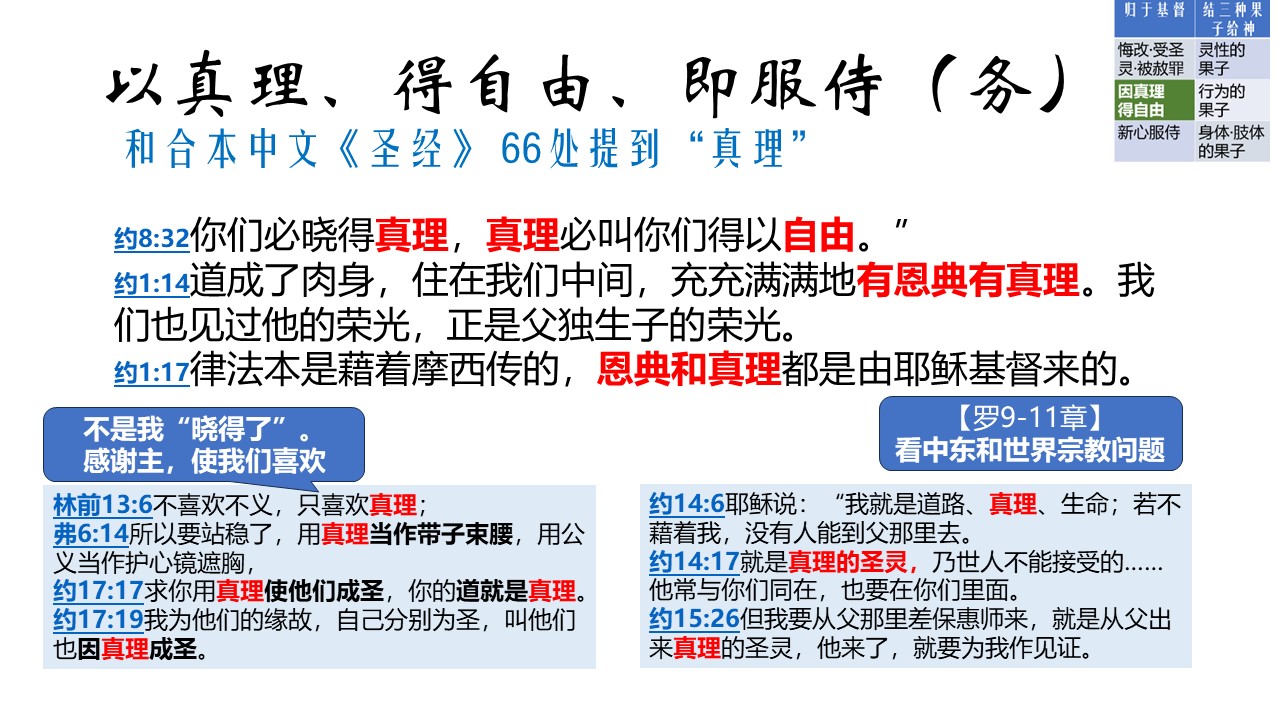 以真理、得自由、即服侍（务）
和合本中文《圣经》66处提到“真理”
归于基督 结三种果
子给神
悔改·受圣 灵性的
灵·被赦罪 果子
因真理 行为的
得自由 果子
新心服侍 身体·肢体
的果子
约8:32你们必晓得真理，真理必叫你们得以自由。”
约1:14道成了肉身，住在我们中间，充充满满地有恩典有真理。我
们也见过他的荣光，正是父独生子的荣光。
约1:17律法本是藉着摩西传的，恩典和真理都是由耶稣基督来的。
不是我“晓得了”。
感谢主，使我们喜欢
林前13:6不喜欢不义，只喜欢真理；
弗6:14所以要站稳了，用真理当作带子束腰，用公
义当作护心镜遮胸，
约17:17求你用真理使他们成圣，你的道就是真理。
约17:19我为他们的缘故，自己分别为圣，叫他们
也因真理成圣。
【罗9-11章】
看中东和世界宗教问题
约14:6耶稣说：“我就是道路、真理、生命；若不
藉着我，没有人能到父那里去。
约14:17就是真理的圣灵，乃世人不能接受的……
他常与你们同在，也要在你们里面。
约15:26但我要从父那里差保惠师来，就是从父出
来真理的圣灵，他来了，就要为我作见证。